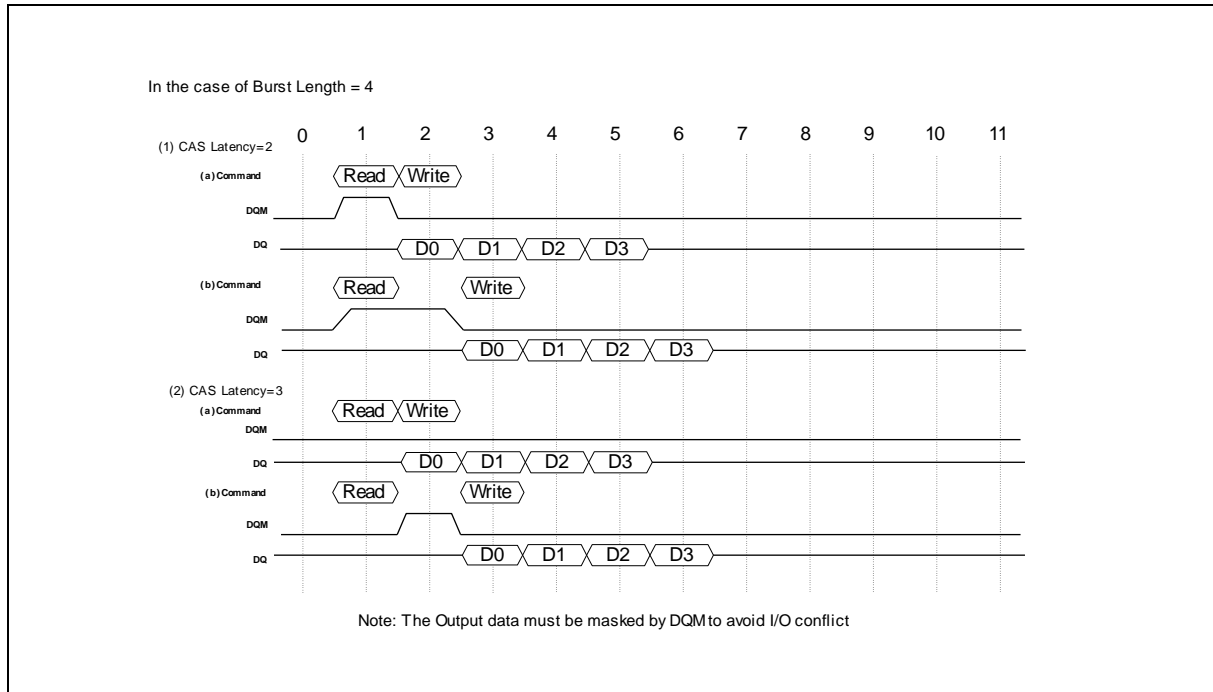 In the case of Burst Length = 4
0 1 2 3 4 5 6 7 8 9 10 11
(1) CAS Latency=2
(a)Command Read Write
DQM
DQ D0 D1 D2 D3
(b)Command Read Write
DQM
DQ D0 D1 D2 D3
(2) CAS Latency=3
(a)Command Read Write
DQM
DQ D0 D1 D2 D3
(b)Command Read Write
DQM
DQ D0 D1 D2 D3
Note: The Output data must be masked by DQM to avoid I/O conflict